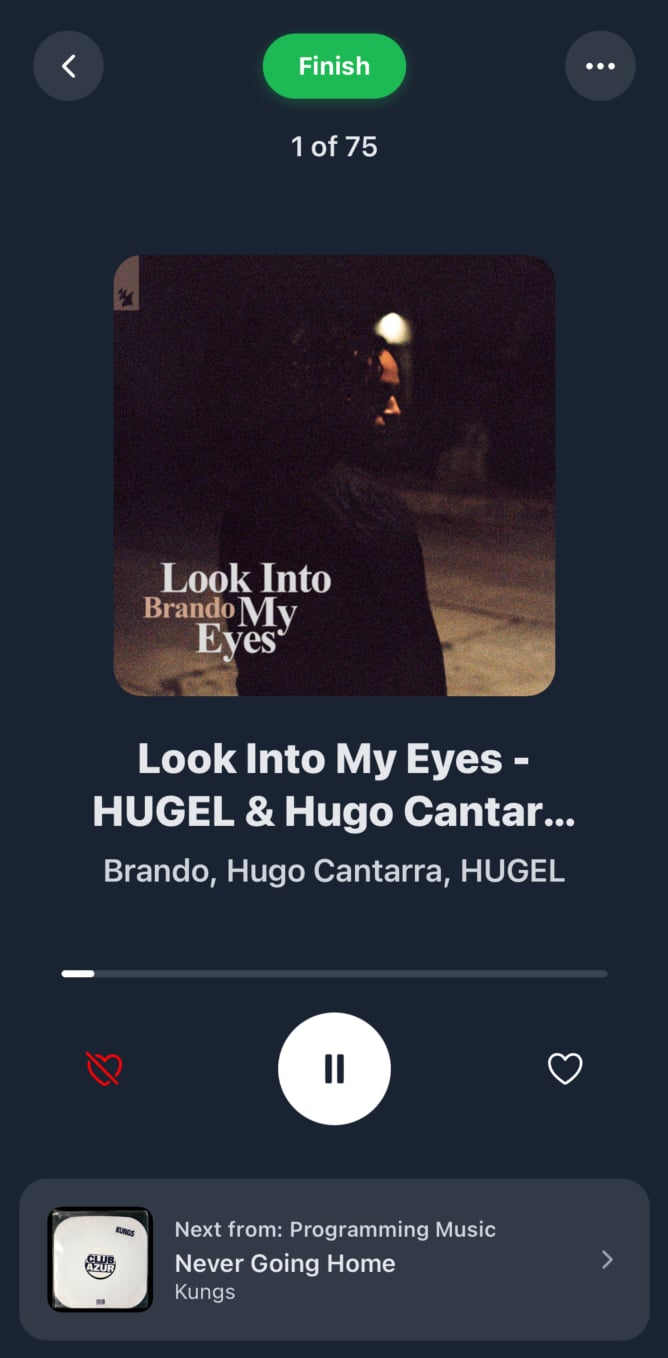 Finish
1 of 75
Look Into
Brando My
Eyes
Look Into My Eyes -
HUGEL & Hugo Cantar...
Brando, Hugo Cantarra, HUGEL
KUNGS
CLUB
AZUR
Next from: Programming Music
Never Going Home
Kungs